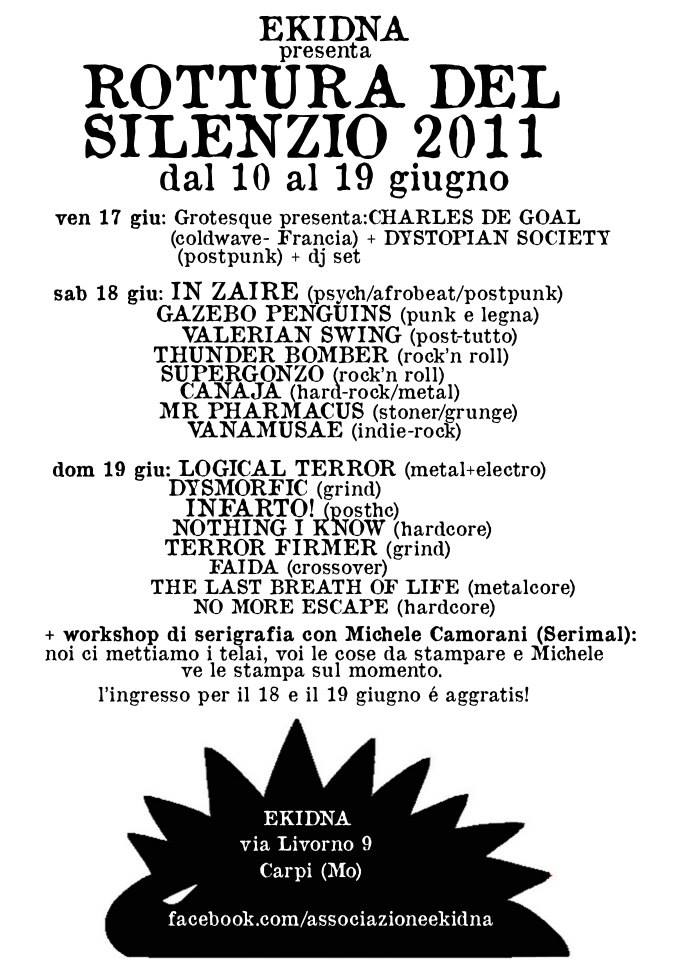 EKIDNA
presenta
ROTTURA DEL
SILENZIO 2011
dal 10 al 19 giugno
ven 17 giu: Grotesque presenta:CHARLES DE GOAL
(coldwave- Francia) + DYSTOPIAN SOCIETY
(postpunk) + dj set
sab 18 giu: IN ZAIRE (psych/afrobeat/postpunk)
GAZEBO PENGUINS (punk e legna)
VALERIAN SWING (post-tutto)
THUNDER BOMBER (rock'n roll)
SUPERGONZO (rock'n roll)
CANAJA (hard-rock/metal)
MR PHARMACUS (stoner/grunge)
VANAMUSAE (indie-rock)
dom 19 giu: LOGICAL TERROR (metal+electro)
DYSMORFIC (grind)
INFARTO! (posthc)
NOTHING I KNOW (hardcore)
TERROR FIRMER (grind)
FAIDA (crossover)
THE LAST BREATH OF LIFE (metalcore)
NO MORE ESCAPE (hardcore)
+ workshop di serigrafia con Michele Camorani (Serimal):
noi ci mettiamo i telai, voi le cose da stampare e Michele
ve le stampa sul momento.
l'ingresso per il 18 e il 19 giugno é aggratis!
EKIDNA
via Livorno 9
Carpi (Mo)
facebook.com/associazioneekidna